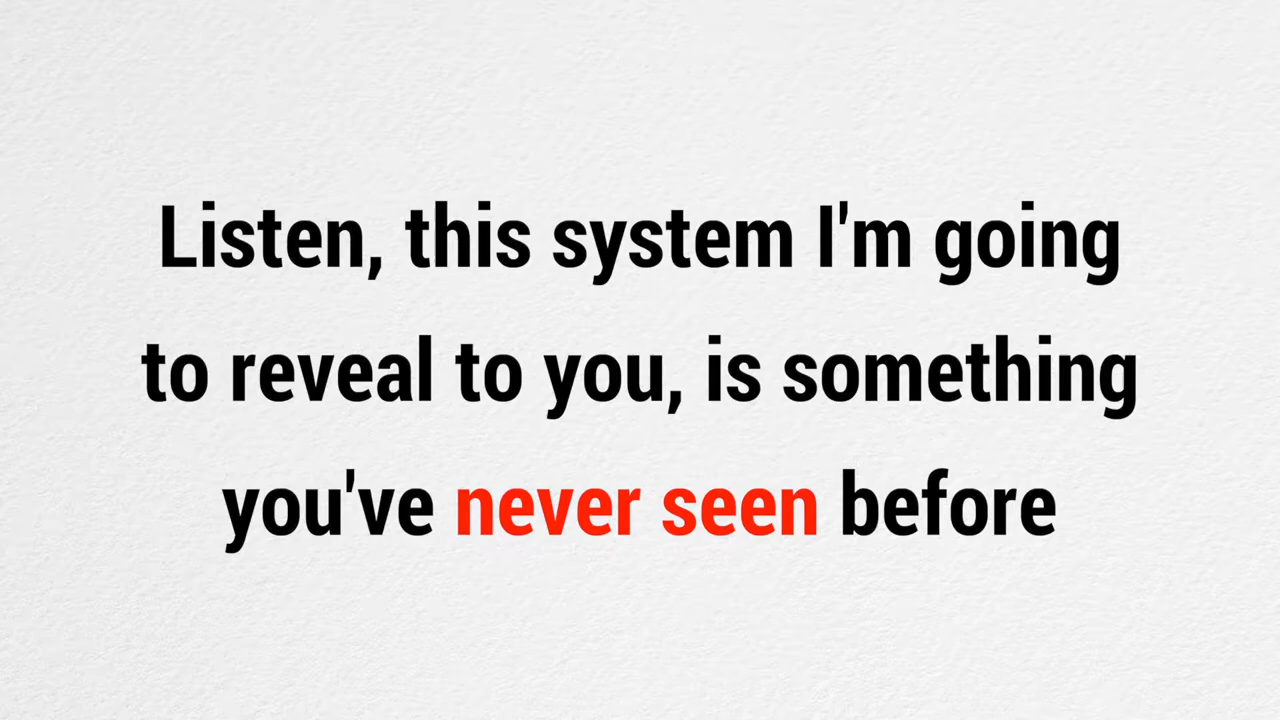 Listen, this system I'm going
to reveal to you, is something
you've never seen before